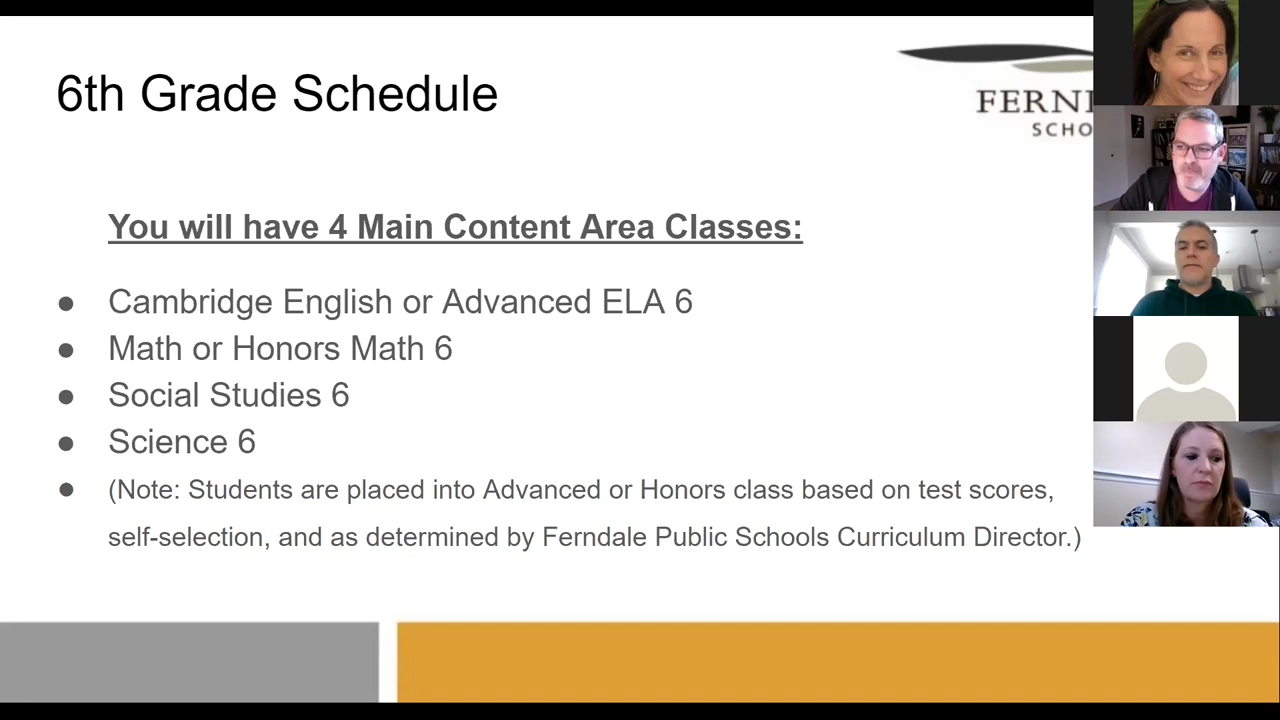 6th Grade Schedule
You will have 4 Main Content Area Classes:
● Cambridge English or Advanced ELA 6
● Math or Honors Math 6
● Social Studies 6
● Science 6
● (Note: Students are placed into Advanced or Honors class based on test scores,
self-selection, and as determined by Ferndale Public Schools Curriculum Director.)